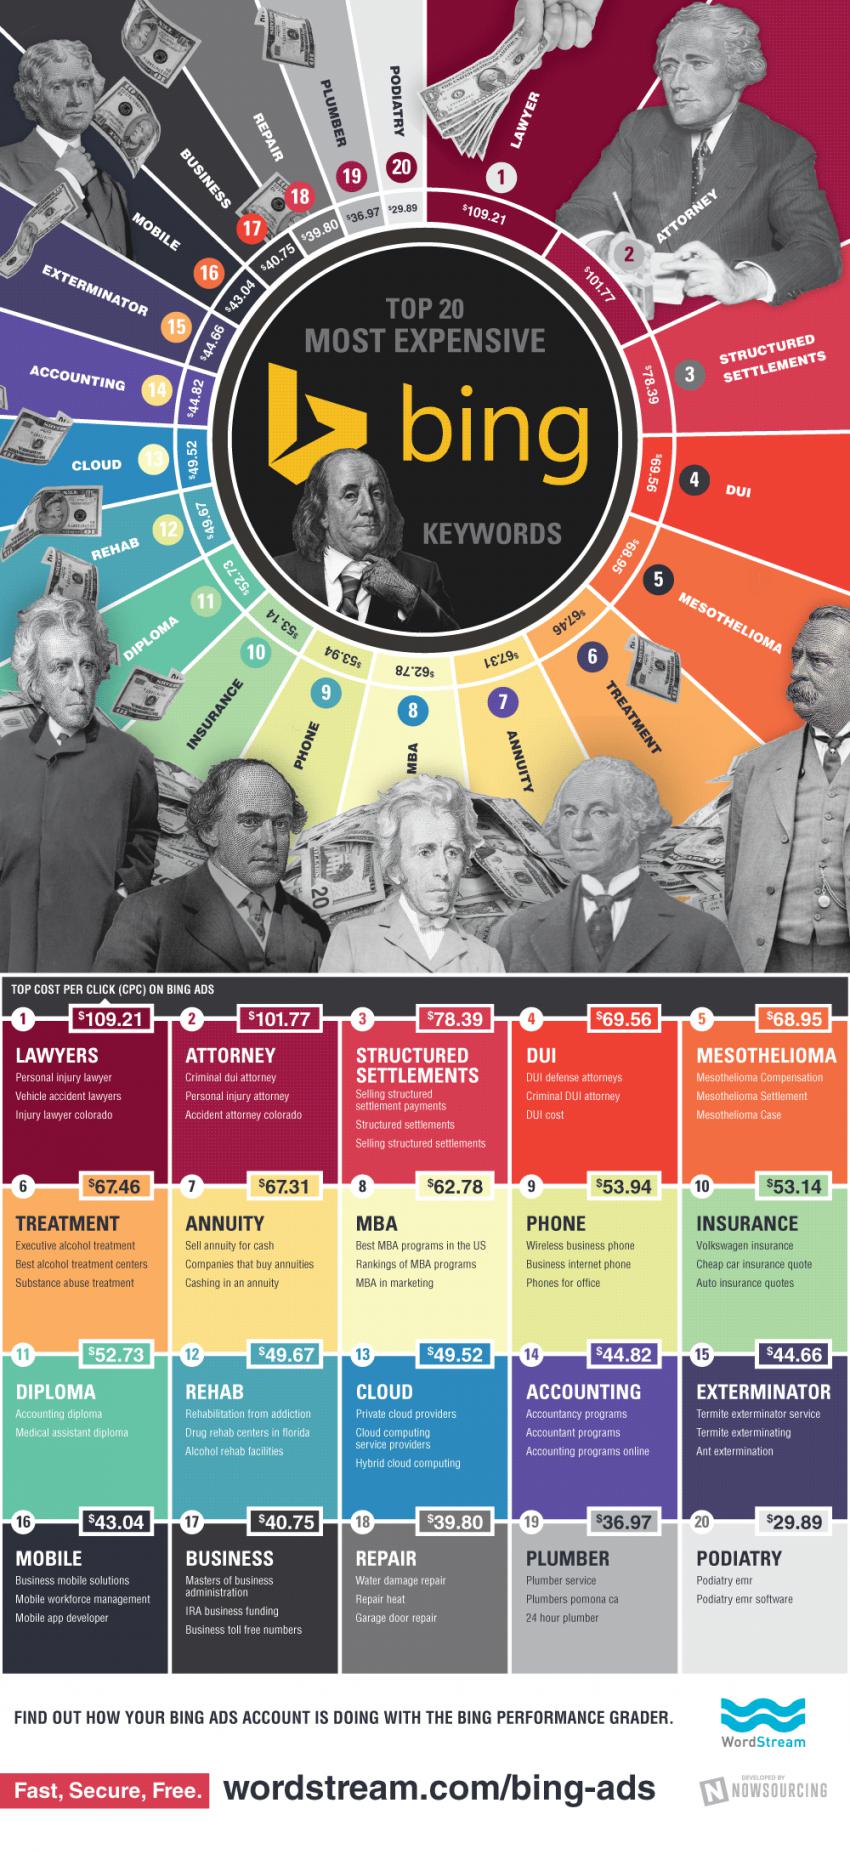 TOP 20
MOST EXPENSIVE
bing
KEYWORDS
LAWYER
1
$109.21
ATTORNEY
2
$101.77
STRUCTURED
SETTLEMENTS
3
$78.39
DUI
4
$69.56
MESOTHELIOMA
5
$68.95
TREATMENT
6
$67.46
ANNUITY
7
$67.31
MBA
8
$62.78
PHONE
9
$53.94
INSURANCE
10
$53.14
DIPLOMA
11
$52.73
REHAB
12
$49.67
CLOUD
13
$49.52
ACCOUNTING
14
$44.82
EXTERMINATOR
15
$44.66
MOBILE
16
$43.04
BUSINESS
17
$40.75
REPAIR
18
$39.80
PLUMBER
19
$36.97
PODIATRY
20
$29.89
TOP COST PER CLICK (CPC) ON BING ADS
1 $109.21
LAWYERS
Personal injury lawyer
Vehicle accident lawyers
Injury lawyer colorado
2 $101.77
ATTORNEY
Criminal dui attorney
Personal injury attorney
Accident attorney colorado
3 $78.39
STRUCTURED
SETTLEMENTS
Selling structured
settlement payments
Structured settlements
Selling structured settlements
4 $69.56
DUI
DUI defense attorneys
Criminal DUI attorney
DUI cost
5 $68.95
MESOTHELIOMA
Mesothelioma Compensation
Mesothelioma Settlement
Mesothelioma Case
6 $67.46
TREATMENT
Executive alcohol treatment
Best alcohol treatment centers
Substance abuse treatment
7 $67.31
ANNUITY
Sell annuity for cash
Companies that buy annuities
Cashing in an annuity
8 $62.78
MBA
Best MBA programs in the US
Rankings of MBA programs
MBA in marketing
9 $53.94
PHONE
Wireless business phone
Business internet phone
Phones for office
10 $53.14
INSURANCE
Volkswagen insurance
Cheap car insurance quote
Auto insurance quotes
11 $52.73
DIPLOMA
Accounting diploma
Medical assistant diploma
12 $49.67
REHAB
Rehabilitation from addiction
Drug rehab centers in florida
Alcohol rehab facilities
13 $49.52
CLOUD
Private cloud providers
Cloud computing
service providers
Hybrid cloud computing
14 $44.82
ACCOUNTING
Accountancy programs
Accountant programs
Accounting programs online
15 $44.66
EXTERMINATOR
Termite exterminator service
Termite exterminating
Ant extermination
16 $43.04
MOBILE
Business mobile solutions
Mobile workforce management
Mobile app developer
17 $40.75
BUSINESS
Masters of business
administration
IRA business funding
Business toll free numbers
18 $39.80
REPAIR
Water damage repair
Repair heat
Garage door repair
19 $36.97
PLUMBER
Plumber service
Plumbers pomona ca
24 hour plumber
20 $29.89
PODIATRY
Podiatry emr
Podiatry emr software
FIND OUT HOW YOUR BING ADS ACCOUNT IS DOING WITH THE BING PERFORMANCE GRADER.
WordStream
Fast, Secure, Free. wordstream.com/bing-ads
DEVELOPED BY
N NOWSOURCING